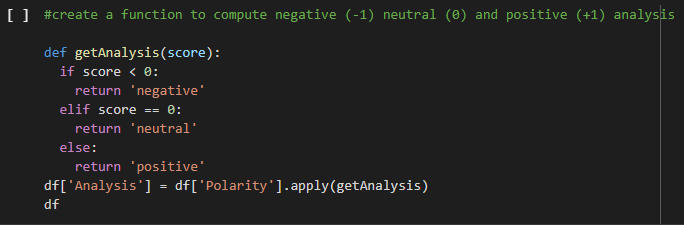 [ ] #create a function to compute negative (-1) neutral (0) and positive (+1) analysis
def getAnalysis(score):
  if score < 0:
    return 'negative'
  elif score == 0:
    return 'neutral'
  else:
    return 'positive'
df['Analysis'] = df['Polarity'].apply(getAnalysis)
df